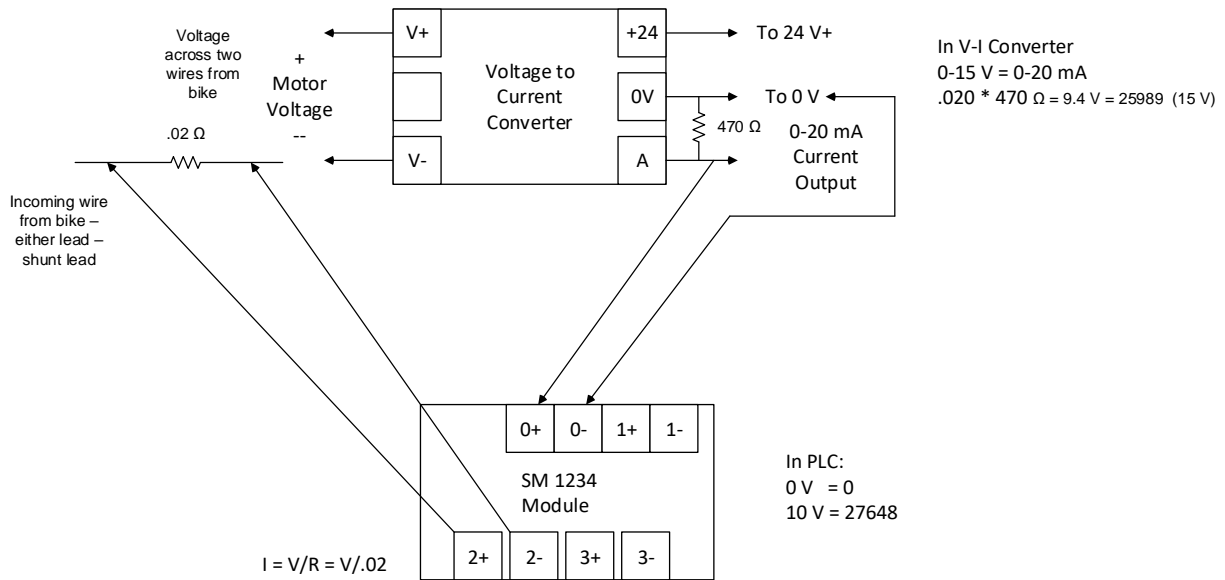 Voltage
across two
wires from
bike
.02 Ω
Incoming wire
from bike –
either lead –
shunt lead
+
Motor
Voltage
--
V+
V-
Voltage to
Current
Converter
+24
0V
A
To 24 V+
To 0 V
470 Ω
0-20 mA
Current
Output
In V-I Converter
0-15 V = 0-20 mA
.020 * 470 Ω = 9.4 V = 25989 (15 V)
0+ 0- 1+ 1-
SM 1234
Module
2+ 2- 3+ 3-
I = V/R = V/.02
In PLC:
0 V = 0
10 V = 27648